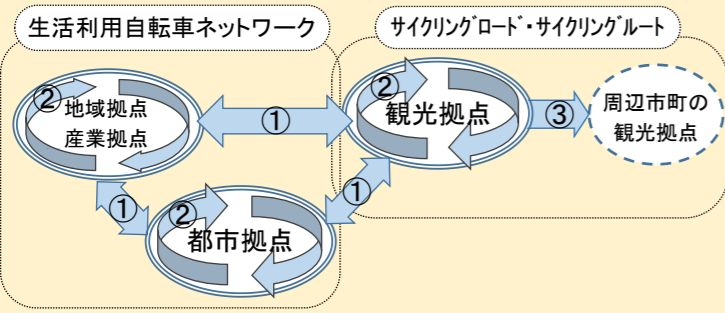 生活利用自転車ネットワーク
サイクリングロード・サイクリングルート
②
地域拠点
産業拠点
①
②
観光拠点
③
周辺市町の
観光拠点
①
②
都市拠点
①